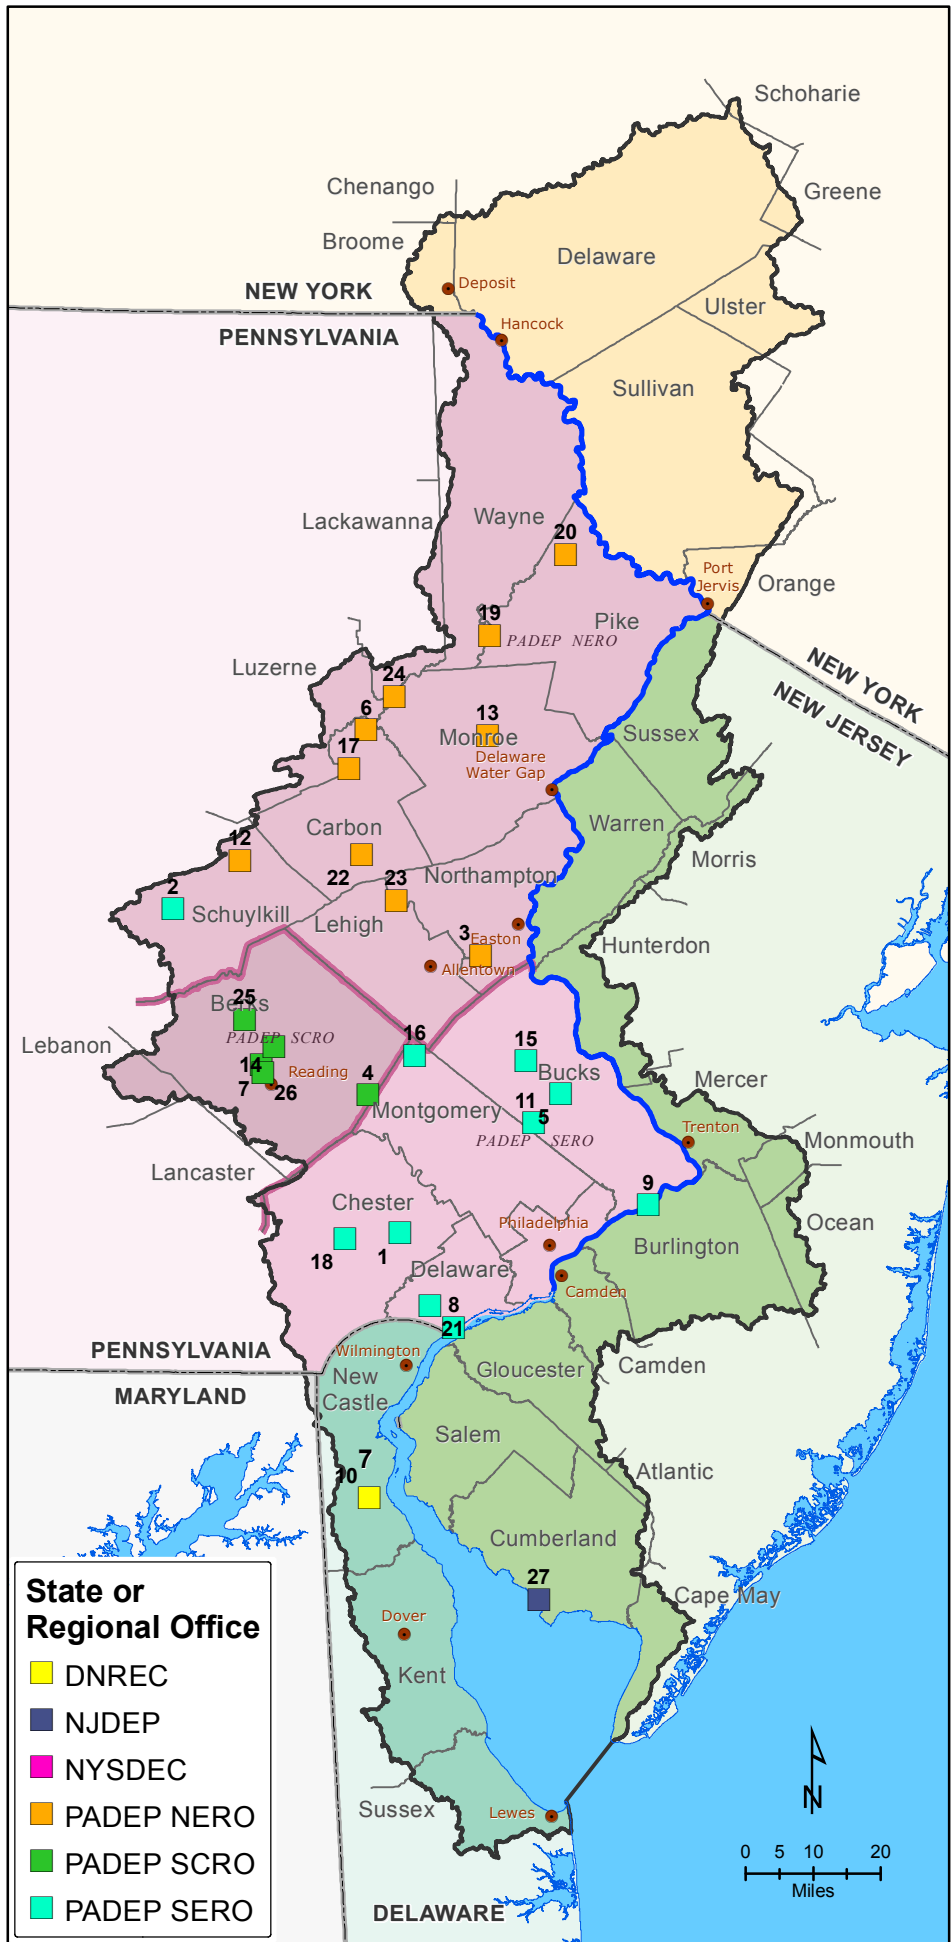 Schoharie
Chenango
Greene
Broome
Delaware
Deposit
NEW YORK
Ulster
Hancock
PENNSYLVANIA
Sullivan
Wayne
Lackawanna
20
Port
Jervis
Orange
19
Pike
PADEP NERO
Luzerne
24
NEW YORK
NEW JERSEY
6
13
Monroe
Sussex
17
Delaware
Water Gap
Carbon
Warren
12
Morris
22
23
Northampton
2
Schuylkill
Lehigh
3
Easton
Hunterdon
Allentown
Berks
25
PADEP SCRO
Lebanon
16
15
14
Reading
4
Bucks
Mercer
7
26
Montgomery
11
5
Trenton
PADEP SERO
Monmouth
Lancaster
9
Chester
Philadelphia
Ocean
18
1
Burlington
Delaware
Camden
8
21
PENNSYLVANIA
Wilmington
MARYLAND
New
Castle
Gloucester
Camden
Salem
7
10
Atlantic
Cumberland
27
Cape May
Dover
Kent
Sussex
Lewes
DELAWARE
State or
Regional Office
DNREC
NJDEP
NYSDEC
PADEP NERO
PADEP SCRO
PADEP SERO
N
0 5 10 20
Miles